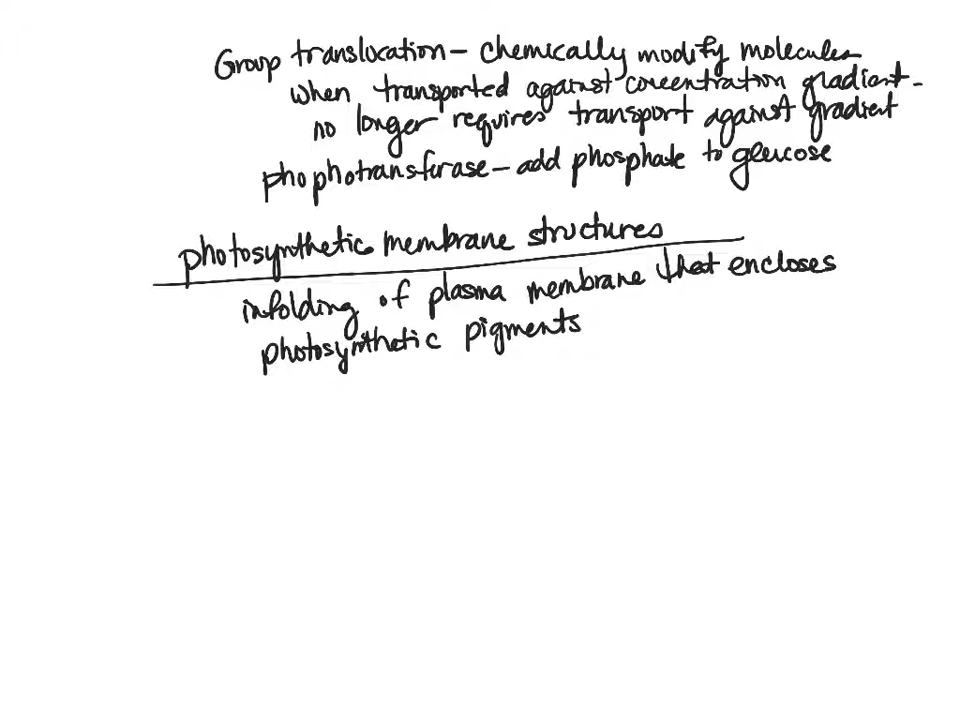 Group translocation – chemically modify molecules
when transported against concentration gradient -
no longer requires transport against gradient
phophotransferase – add phosphate to glucose
photosynthetic membrane structures
infolding of plasma membrane that encloses
photosynthetic pigments